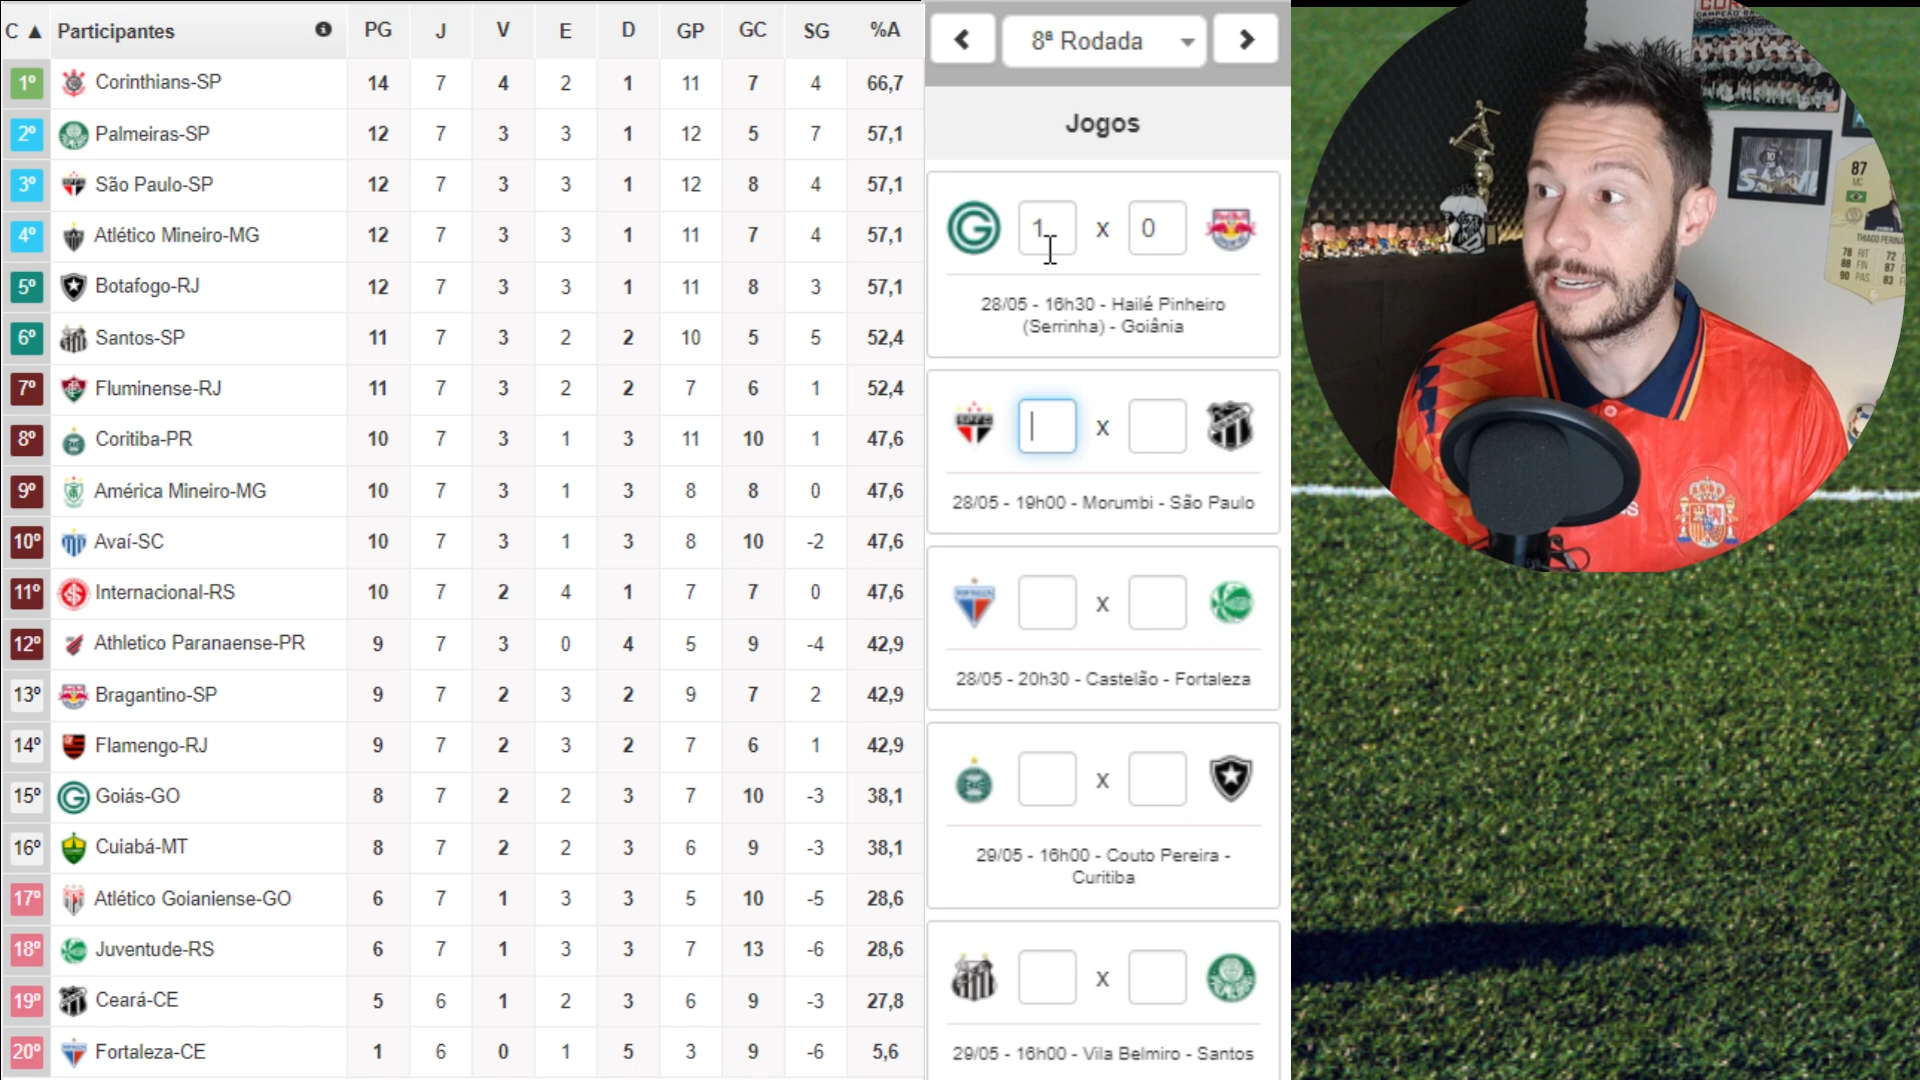 C ▲ Participantes PG J V E D GP GC SG %A
1º Corinthians-SP 14 7 4 2 1 11 7 4 66,7
2º Palmeiras-SP 12 7 3 3 1 12 5 7 57,1
3º São Paulo-SP 12 7 3 3 1 12 8 4 57,1
4º Atlético Mineiro-MG 12 7 3 3 1 11 7 4 57,1
5º Botafogo-RJ 12 7 3 3 1 11 8 3 57,1
6º Santos-SP 11 7 3 2 2 10 5 5 52,4
7º Fluminense-RJ 11 7 3 2 2 7 6 1 52,4
8º Coritiba-PR 10 7 3 1 3 11 10 1 47,6
9º América Mineiro-MG 10 7 3 1 3 8 8 0 47,6
10º Avaí-SC 10 7 3 1 3 8 10 -2 47,6
11º Internacional-RS 10 7 2 4 1 7 7 0 47,6
12º Athletico Paranaense-PR 9 7 3 0 4 5 9 -4 42,9
13º Bragantino-SP 9 7 2 3 2 9 7 2 42,9
14º Flamengo-RJ 9 7 2 3 2 7 6 1 42,9
15º Goiás-GO 8 7 2 2 3 7 10 -3 38,1
16º Cuiabá-MT 8 7 2 2 3 6 9 -3 38,1
17º Atlético Goianiense-GO 6 7 1 3 3 5 10 -5 28,6
18º Juventude-RS 6 7 1 3 3 7 13 -6 28,6
19º Ceará-CE 5 6 1 2 3 6 9 -3 27,8
20º Fortaleza-CE 1 6 0 1 5 3 9 -6 5,6
8ª Rodada
Jogos
1 x 0
28/05 - 16h30 - Hailé Pinheiro
(Serrinha) - Goiânia
x
28/05 - 19h00 - Morumbi - São Paulo
x
28/05 - 20h30 - Castelão - Fortaleza
x
29/05 - 16h00 - Couto Pereira -
Curitiba
x
29/05 - 16h00 - Vila Belmiro - Santos
87
MC
THIAGO PERINA
78 RIT 72
88 FIN 87
90 PAS 83